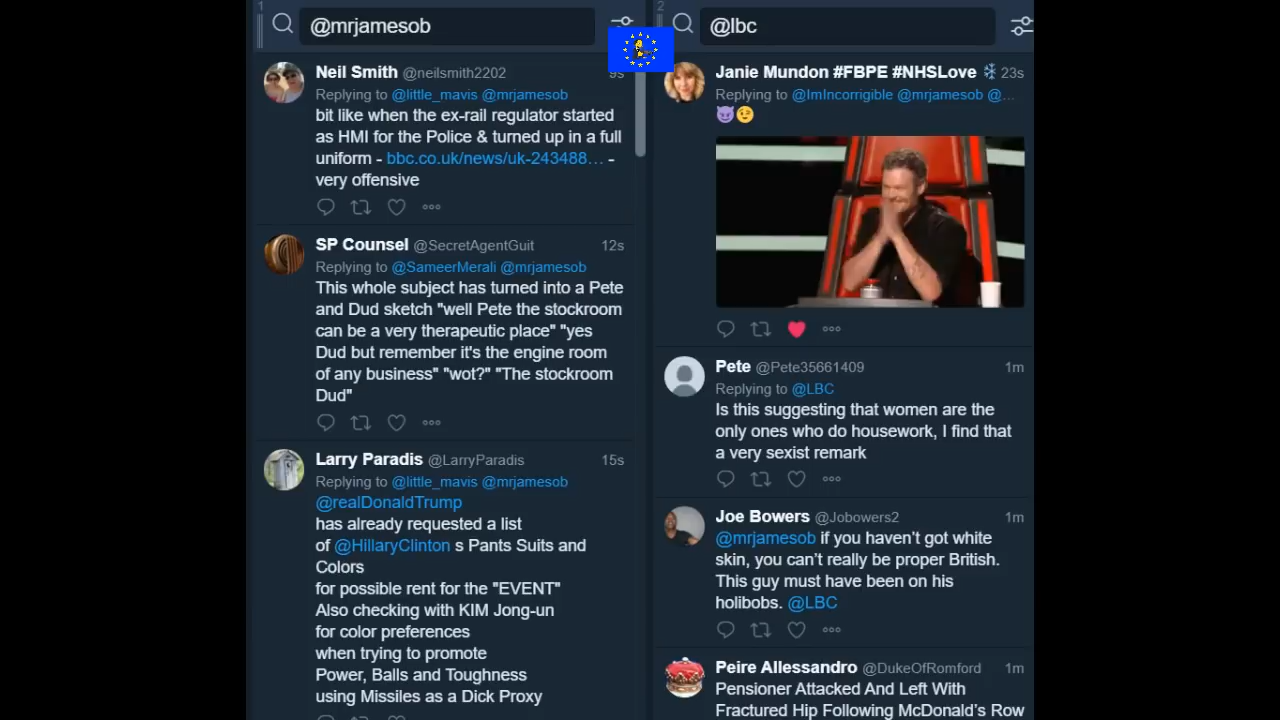 1
@mrjamesob
Neil Smith @neilsmith2202 9s
Replying to @little_mavis @mrjamesob
bit like when the ex-rail regulator started
as HMI for the Police & turned up in a full
uniform - bbc.co.uk/news/uk-243488… -
very offensive
SP Counsel @SecretAgentGuit 12s
Replying to @SameerMerali @mrjamesob
This whole subject has turned into a Pete
and Dud sketch "well Pete the stockroom
can be a very therapeutic place" "yes
Dud but remember it's the engine room
of any business" "wot?" "The stockroom
Dud"
Larry Paradis @LarryParadis 15s
Replying to @little_mavis @mrjamesob
@realDonaldTrump
has already requested a list
of @HillaryClinton s Pants Suits and
Colors
for possible rent for the "EVENT"
Also checking with KIM Jong-un
for color preferences
when trying to promote
Power, Balls and Toughness
using Missiles as a Dick Proxy
2
@lbc
Janie Mundon #FBPE #NHSLove 23s
Replying to @ImIncorrigible @mrjamesob @…
Pete @Pete35661409 1m
Replying to @LBC
Is this suggesting that women are the
only ones who do housework, I find that
a very sexist remark
Joe Bowers @Jobowers2 1m
@mrjamesob if you haven’t got white
skin, you can’t really be proper British.
This guy must have been on his
holibobs. @LBC
Peire Allessandro @DukeOfRomford 1m
Pensioner Attacked And Left With
Fractured Hip Following McDonald’s Row